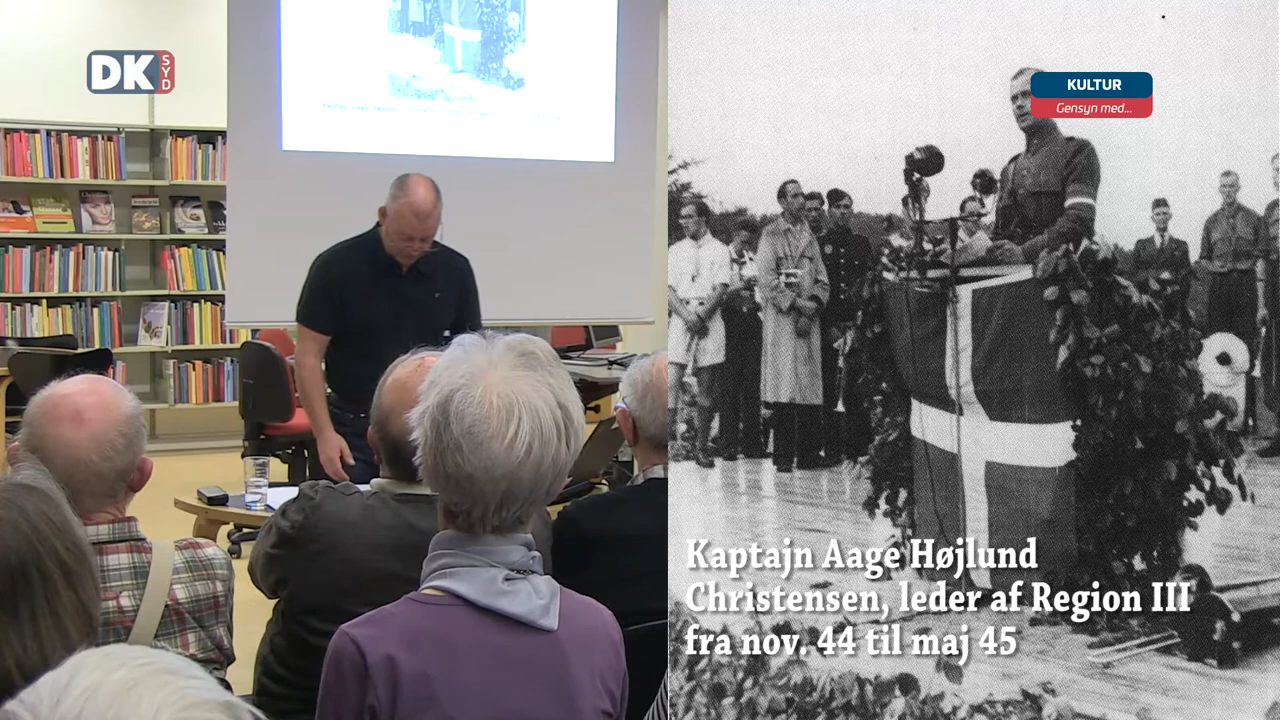 DK
SYD
KULTUR
Gensyn med...
Kaptajn Aage Højlund
Christensen, leder af Region III
fra nov. 44 til maj 45